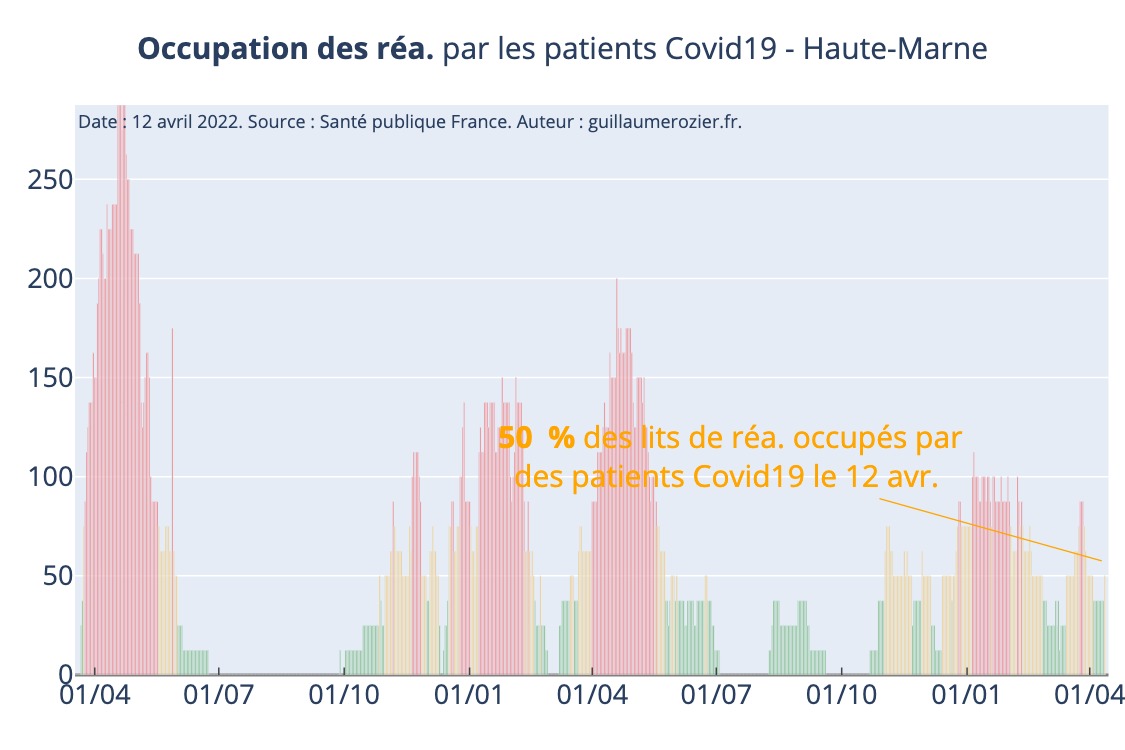 Occupation des réa. par les patients Covid19 - Haute-Marne
Date : 12 avril 2022. Source : Santé publique France. Auteur : guillaumerozier.fr.
250
200
150
100
50
0
50 % des lits de réa. occupés par
des patients Covid19 le 12 avr.
01/04 01/07 01/10 01/01 01/04 01/07 01/10 01/01 01/04